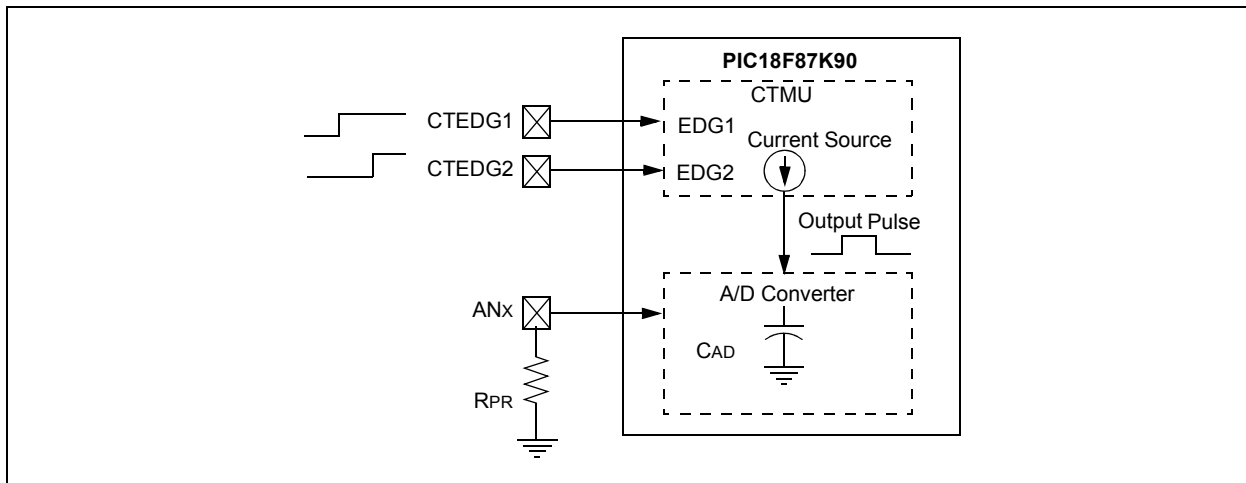 PIC18F87K90
CTMU
CTEDG1
EDG1
Current Source
CTEDG2
EDG2
Output Pulse
A/D Converter
ANX
CAD
RPR